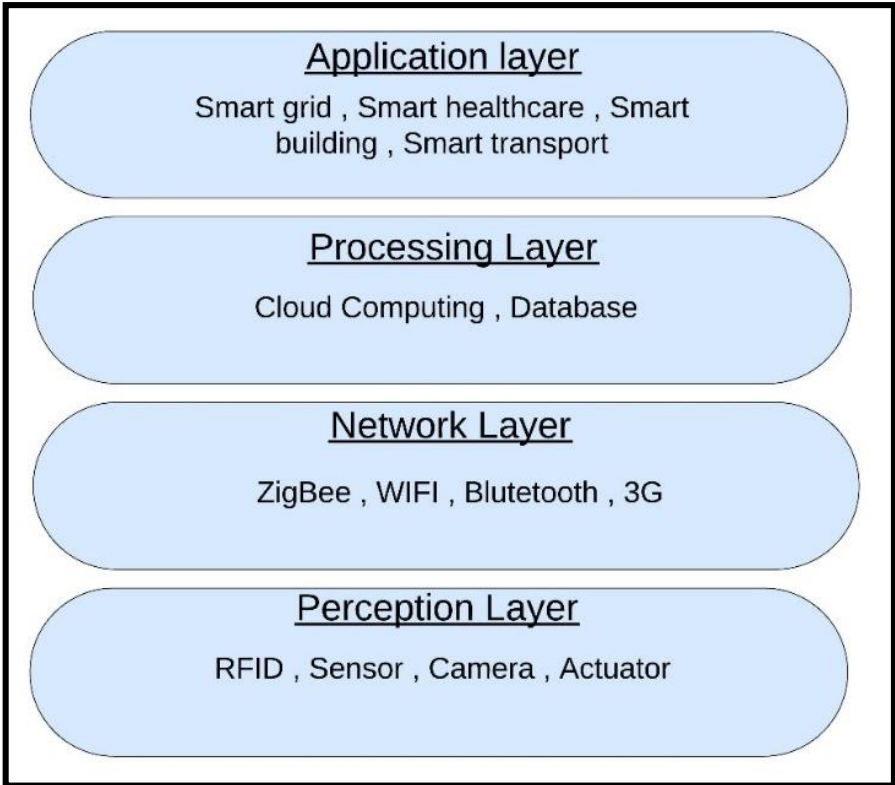 Application layer
Smart grid , Smart healthcare , Smart
building , Smart transport
Processing Layer
Cloud Computing , Database
Network Layer
ZigBee , WIFI , Blutetooth , 3G
Perception Layer
RFID , Sensor , Camera , Actuator